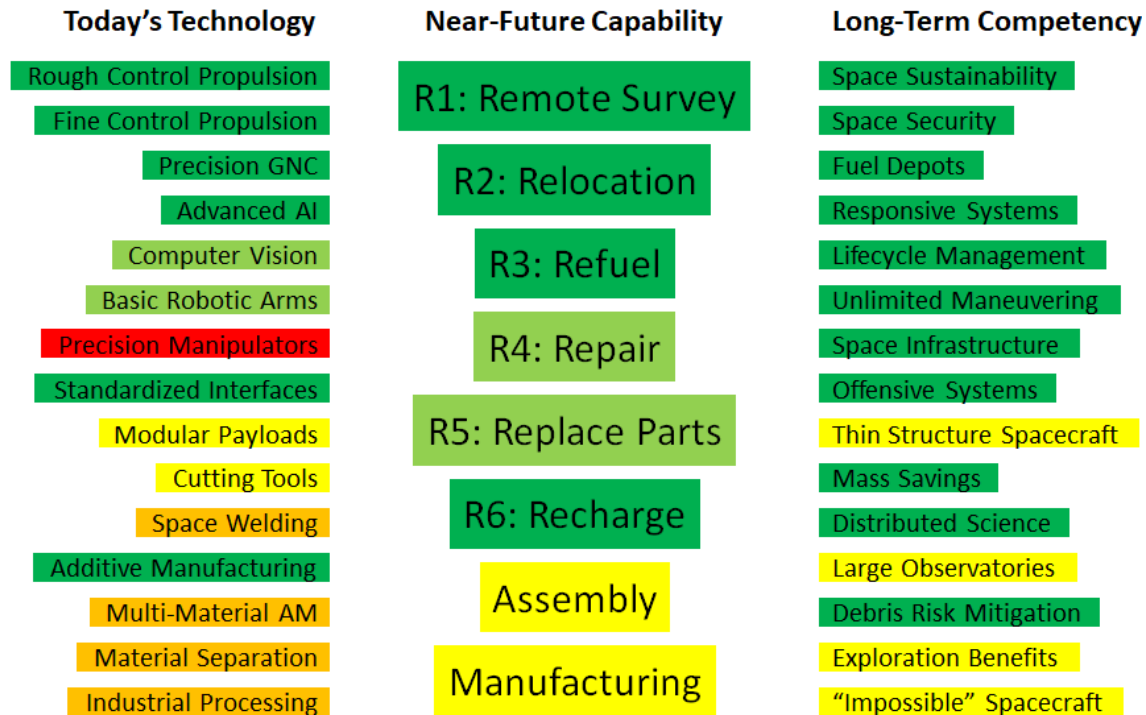 Today's Technology
Rough Control Propulsion
Fine Control Propulsion
Precision GNC
Advanced AI
Computer Vision
Basic Robotic Arms
Precision Manipulators
Standardized Interfaces
Modular Payloads
Cutting Tools
Space Welding
Additive Manufacturing
Multi-Material AM
Material Separation
Industrial Processing
Near-Future Capability
R1: Remote Survey
R2: Relocation
R3: Refuel
R4: Repair
R5: Replace Parts
R6: Recharge
Assembly
Manufacturing
Long-Term Competency
Space Sustainability
Space Security
Fuel Depots
Responsive Systems
Lifecycle Management
Unlimited Maneuvering
Space Infrastructure
Offensive Systems
Thin Structure Spacecraft
Mass Savings
Distributed Science
Large Observatories
Debris Risk Mitigation
Exploration Benefits
“Impossible” Spacecraft